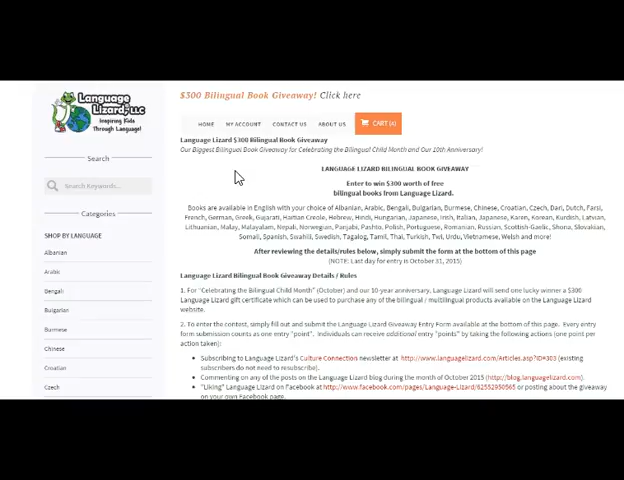 Language Lizard, LLC
Inspiring Kids
Through Language!
Search
Search Keywords...
Categories
SHOP BY LANGUAGE
Albanian
Arabic
Bengali
Bulgarian
Burmese
Chinese
Croatian
Czech
$300 Bilingual Book Giveaway! Click here
HOME MY ACCOUNT CONTACT US ABOUT US CART (4)
Language Lizard $300 Bilingual Book Giveaway
Our Biggest Bilingual Book Giveaway for Celebrating the Bilingual Child Month and Our 10th Anniversary!
LANGUAGE LIZARD BILINGUAL BOOK GIVEAWAY
Enter to win $300 worth of free
bilingual books from Language Lizard.
Books are available in English with your choice of Albanian, Arabic, Bengali, Bulgarian, Burmese, Chinese, Croatian, Czech, Dari, Dutch, Farsi,
French, German, Greek, Gujarati, Haitian Creole, Hebrew, Hindi, Hungarian, Japanese, Irish, Italian, Japanese, Karen, Korean, Kurdish, Latvian,
Lithuanian, Malay, Malayalam, Nepali, Norwegian, Panjabi, Pashto, Polish, Portuguese, Romanian, Russian, Scottish-Gaelic, Shona, Slovakian,
Somali, Spanish, Swahili, Swedish, Tagalog, Tamil, Thai, Turkish, Twi, Urdu, Vietnamese, Welsh and more!
After reviewing the details/rules below, simply submit the form at the bottom of this page
(NOTE: Last day for entry is October 31, 2015)
Language Lizard Bilingual Book Giveaway Details / Rules
1. For "Celebrating the Bilingual Child Month" (October) and our 10-year anniversary, Language Lizard will send one lucky winner a $300
Language Lizard gift certificate which can be used to purchase any of the bilingual / multilingual products available on the Language Lizard
website.
2. To enter the contest, simply fill out and submit the Language Lizard Giveaway Entry Form available at the bottom of this page. Every entry
form submission counts as one entry "point". Individuals can receive additional entry "points" by taking the following actions (one point per
action taken):
Subscribing to Language Lizard's Culture Connection newsletter at http://www.languagelizard.com/Articles.asp?ID=303 (existing
subscribers do not need to resubscribe).
Commenting on any of the posts on the Language Lizard blog during the month of October 2015 (http://blog.languagelizard.com).
"Liking" Language Lizard on Facebook at http://www.facebook.com/pages/Language-Lizard/62552950565 or posting about the giveaway
on your own Facebook page.